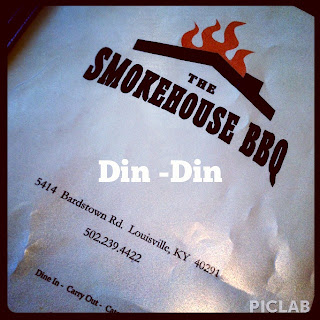 THE
SMOKEHOUSE BBQ
Din -Din
5414 Bardstown Rd. Louisville, KY 40291
502.239.4422
Dine In - Carry Out -
PICLAB